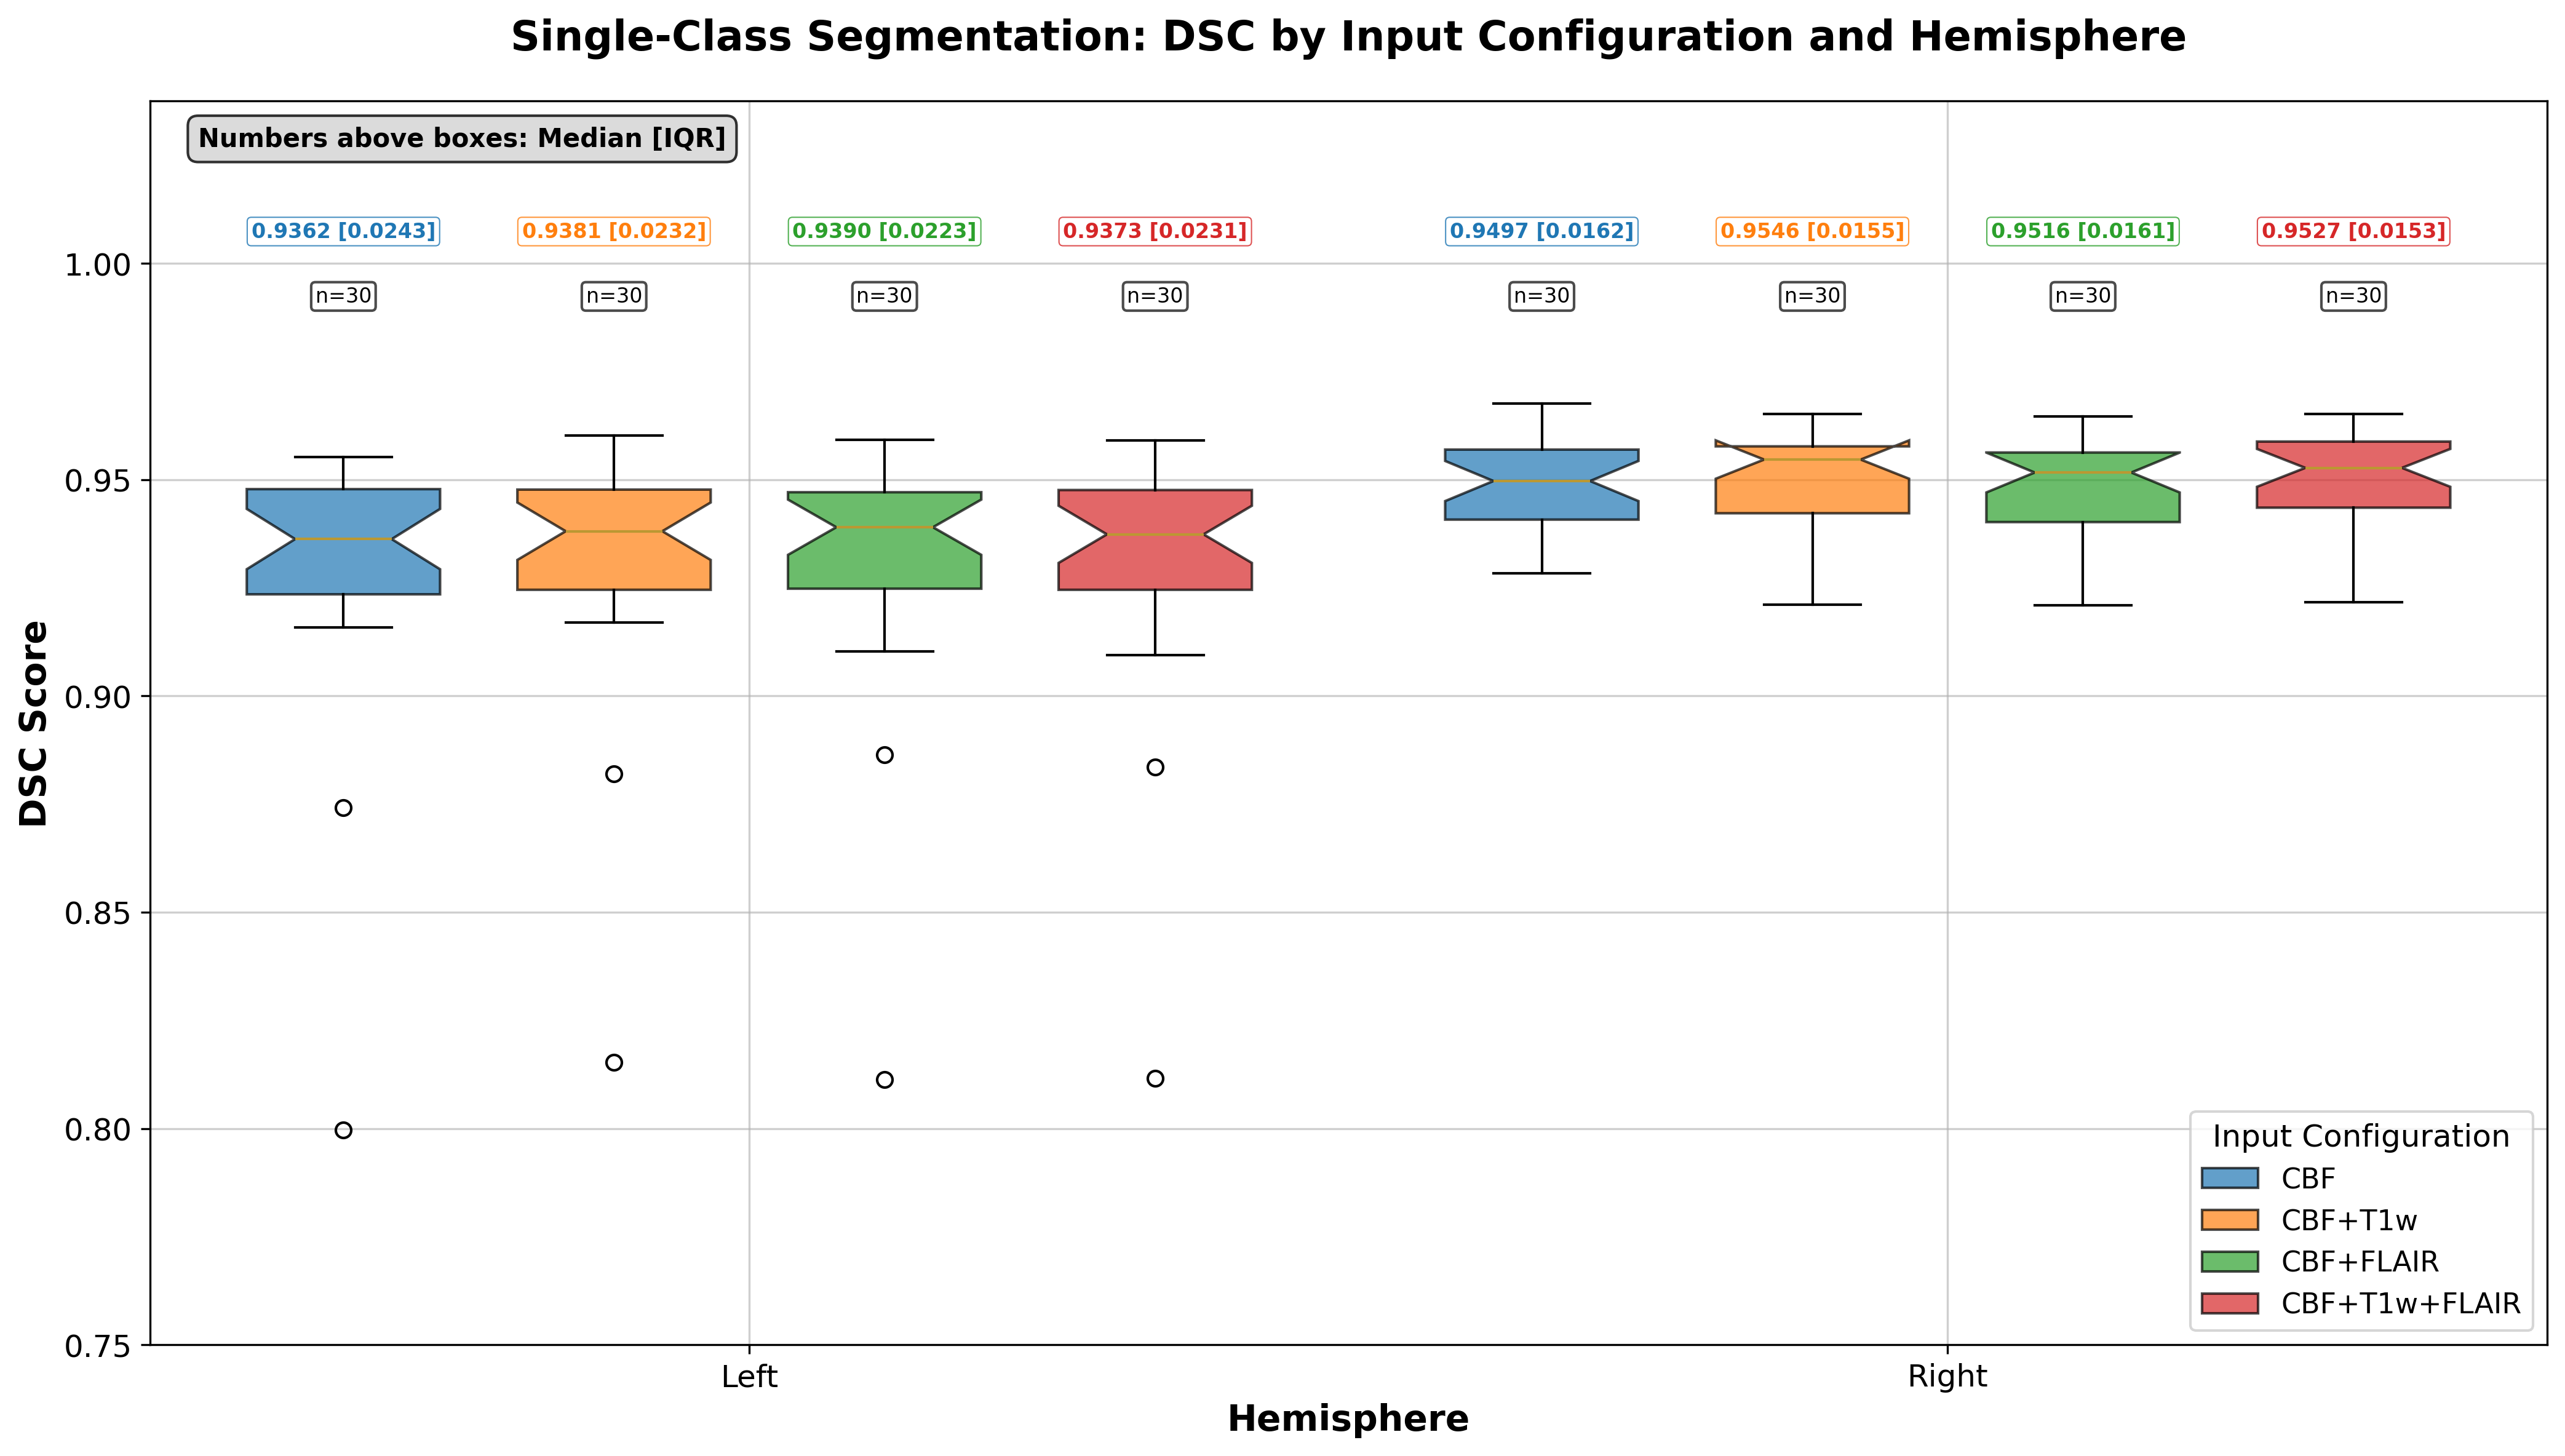 Single-Class Segmentation: DSC by Input Configuration and Hemisphere
Numbers above boxes: Median [IQR]
0.9362 [0.0243] 0.9381 [0.0232] 0.9390 [0.0223] 0.9373 [0.0231] 0.9497 [0.0162] 0.9546 [0.0155] 0.9516 [0.0161] 0.9527 [0.0153]
n=30 n=30 n=30 n=30 n=30 n=30 n=30 n=30
1.00
0.95
0.90
0.85
0.80
0.75
DSC Score
Left Right
Hemisphere
Input Configuration
CBF
CBF+T1w
CBF+FLAIR
CBF+T1w+FLAIR